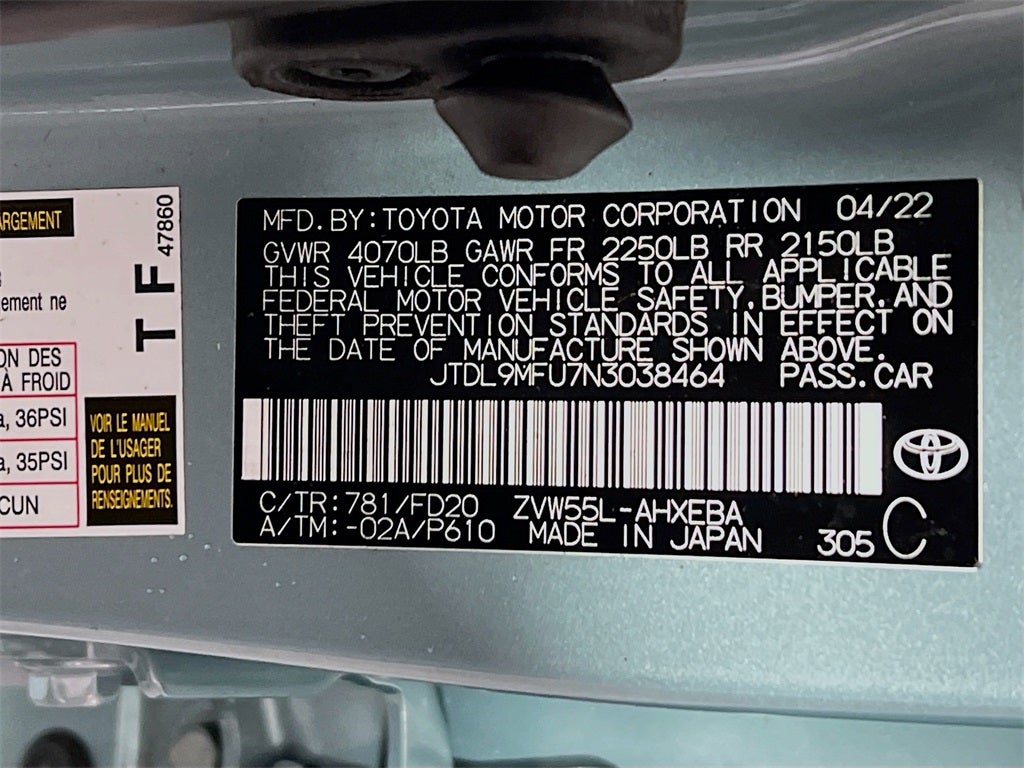 ARGEMENT
47860
T F
gement ne
ON DES
À FROID
a, 36PSI
a, 35PSI
CUN
VOIR LE MANUEL
DE L'USAGER
POUR PLUS DE
RENSEIGNEMENTS.
MFD. BY: TOYOTA MOTOR CORPORATION 04/22
GVWR 4070LB GAWR FR 2250LB RR 2150LB
THIS VEHICLE CONFORMS TO ALL APPLICABLE
FEDERAL MOTOR VEHICLE SAFETY, BUMPER, AND
THEFT PREVENTION STANDARDS IN EFFECT ON
THE DATE OF MANUFACTURE SHOWN ABOVE.
JTDL9MFU7N3038464 PASS. CAR
C/TR: 781/FD20 ZVW55L-AHXEBA
A/TM: -02A/P610 MADE IN JAPAN 305 C